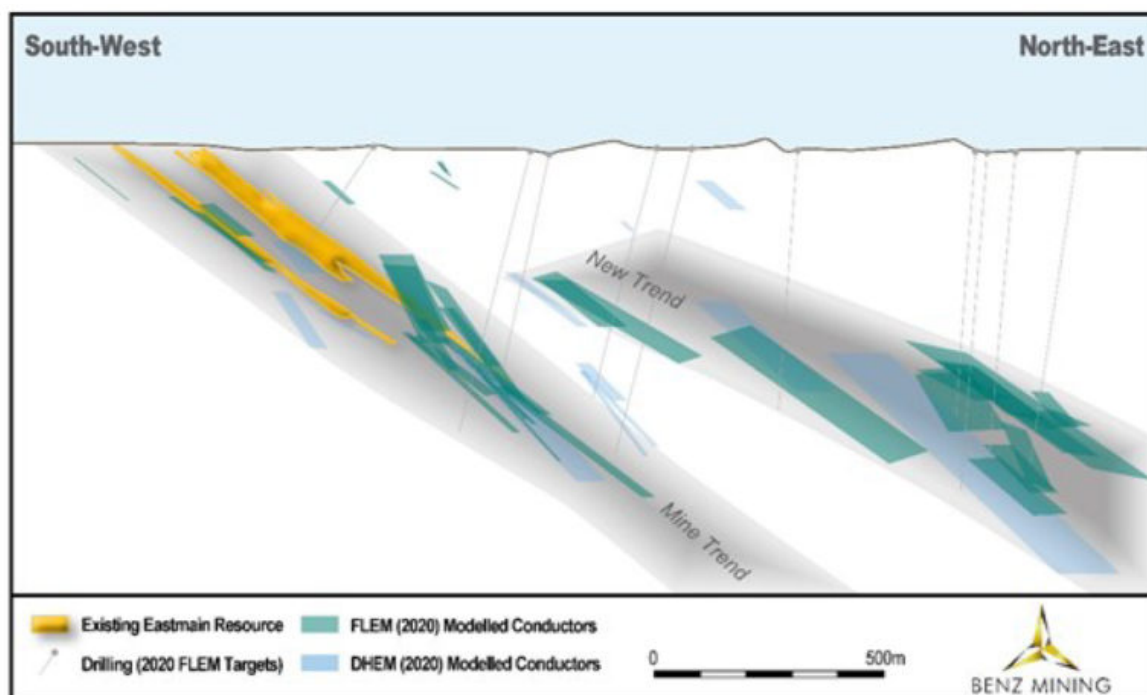 South-West
North-East
New Trend
Mine Trend
Existing Eastmain Resource
FLEM (2020) Modelled Conductors
Drilling (2020 FLEM Targets)
DHEM (2020) Modelled Conductors
0
500m
BENZ MINING